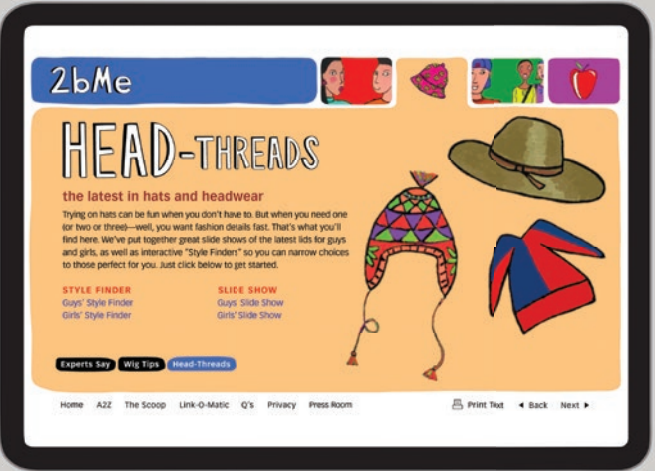 2bMe
HEAD-THREADS
the latest in hats and headwear
Trying on hats can be fun when you don't have to. But when you need one
(or two or three)—well, you want fashion deails fast. That's what you'll
find here. We've put together great slide shows of the latest lids for guys
and girls, as well as interactive "Style Finders" so you can narrow choices
to those perfect for you. Just click below to get started.
STYLE FINDER
Guys' Style Finder
Girls' Style Finder
SLIDE SHOW
Guys Slide Show
Girls' Slide Show
Experts Say Wig Tips Head-Threads
Home A2Z The Scoop Link-O-Matic Q's Privacy Press Room Print Text Back Next